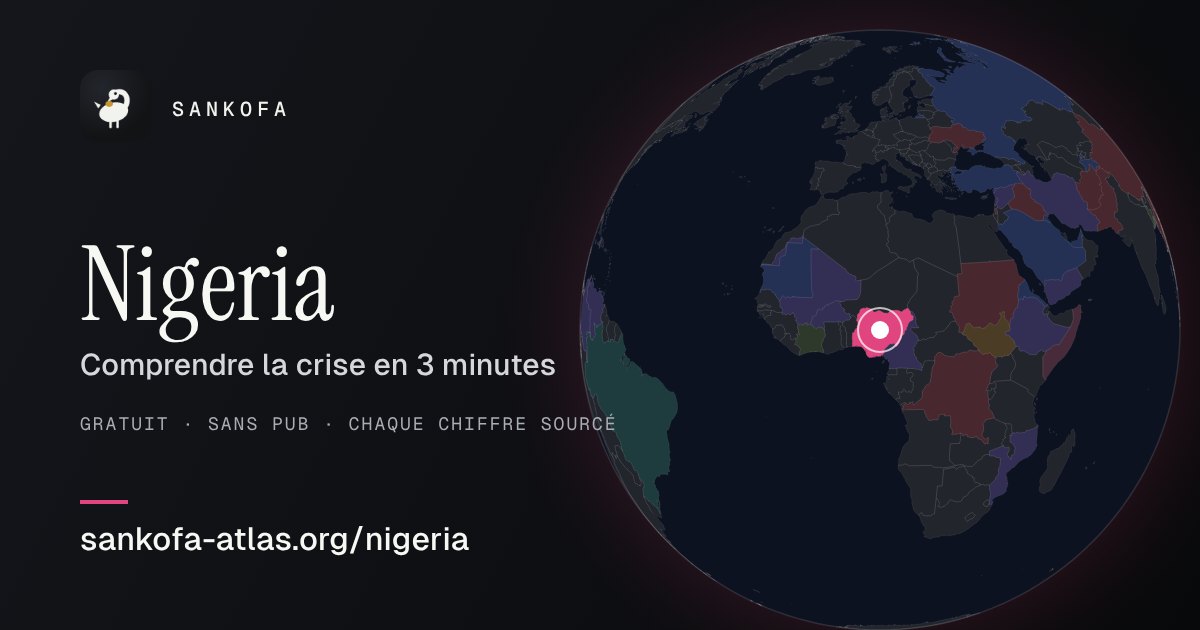 SANKOFA
Nigeria
Comprendre la crise en 3 minutes
GRATUIT · SANS PUB · CHAQUE CHIFFRE SOURCÉ
sankofa-atlas.org/nigeria